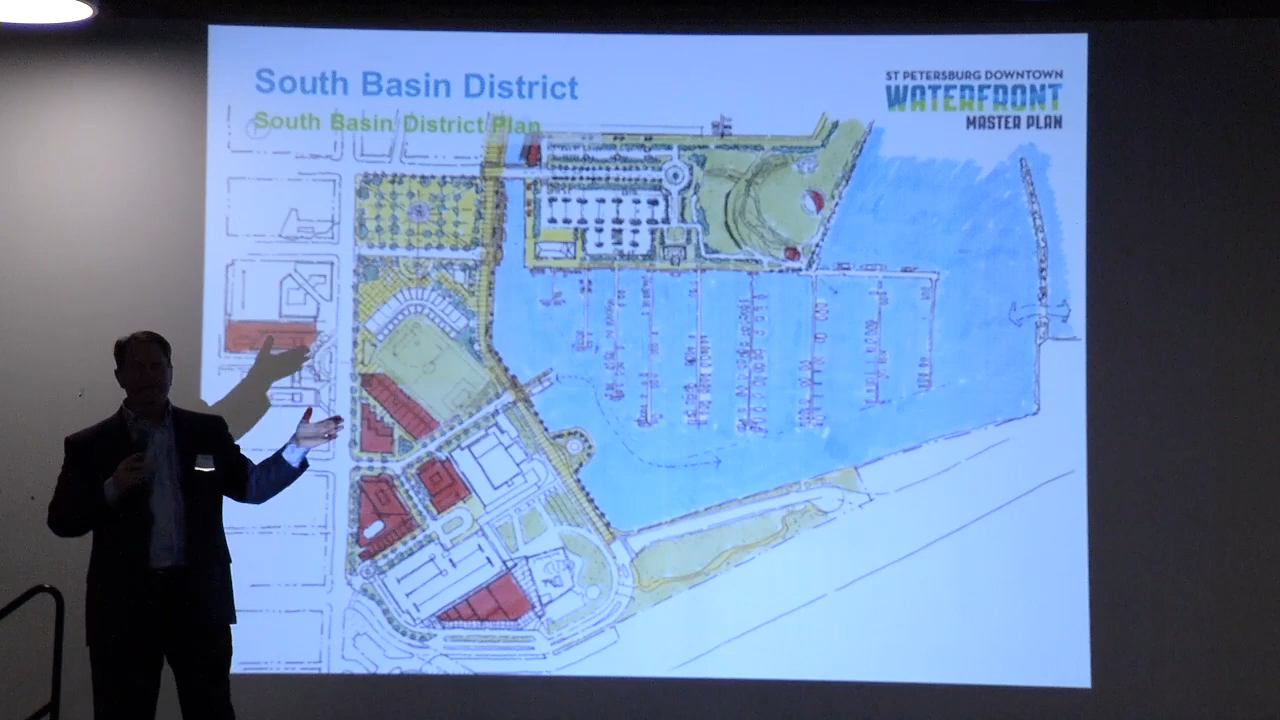 South Basin District
South Basin District Plan
ST PETERSBURG DOWNTOWN
WATERFRONT
MASTER PLAN